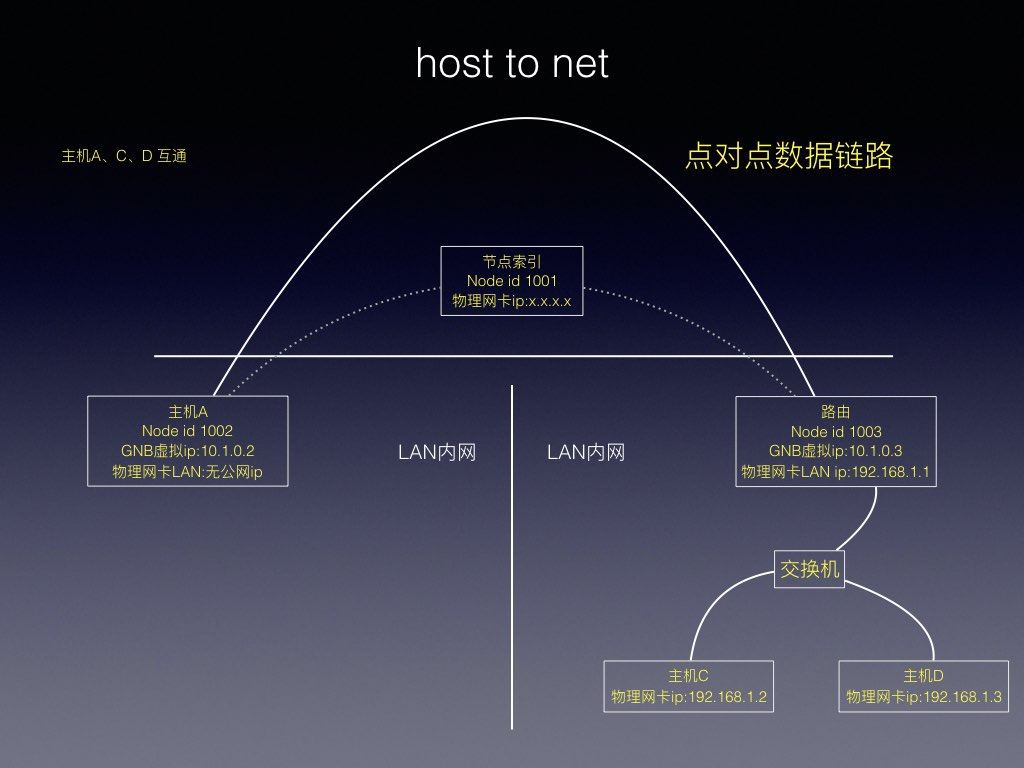 host to net
主机A、C、D 互通
点对点数据链路
节点索引
Node id 1001
物理网卡ip:x.x.x.x
主机A
Node id 1002
GNB虚拟ip:10.1.0.2
物理网卡LAN:无公网ip
LAN内网
LAN内网
路由
Node id 1003
GNB虚拟ip:10.1.0.3
物理网卡LAN ip:192.168.1.1
交换机
主机C
物理网卡ip:192.168.1.2
主机D
物理网卡ip:192.168.1.3